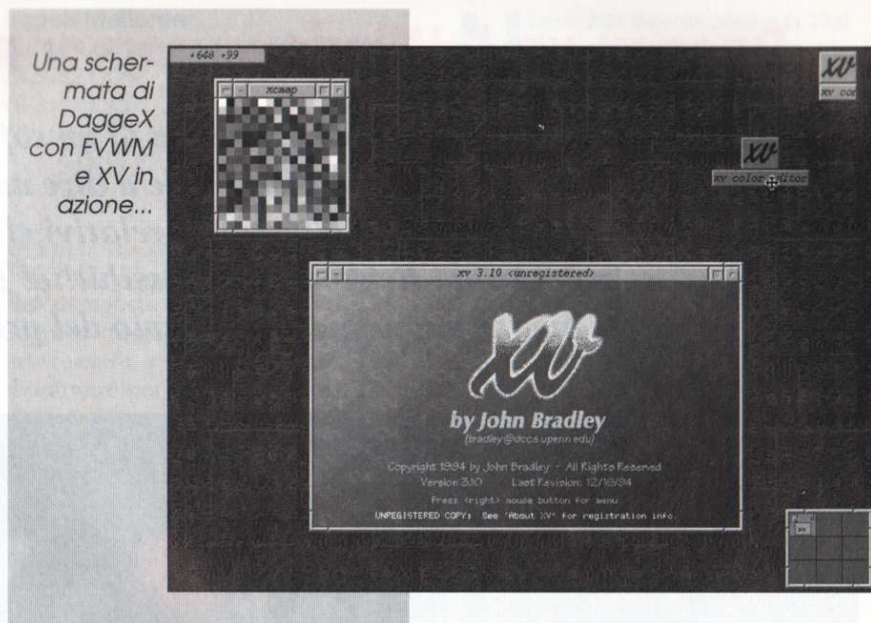 Una scher-
mata di
DaggeX
con FVWM
e XV in
azione...
+648 +99
xcmap
xv
xv cor
xv
xv color editor
xv 3.10 <unregistered>
xv
by John Bradley
(bradley@dccs.upenn.edu)
Copyright 1994 by John Bradley - All Rights Reserved
Version 3.10 Last Revision: 12/16/94
Press <right> mouse button for menu
UNREGISTERED COPY: See 'About XV' for registration info.